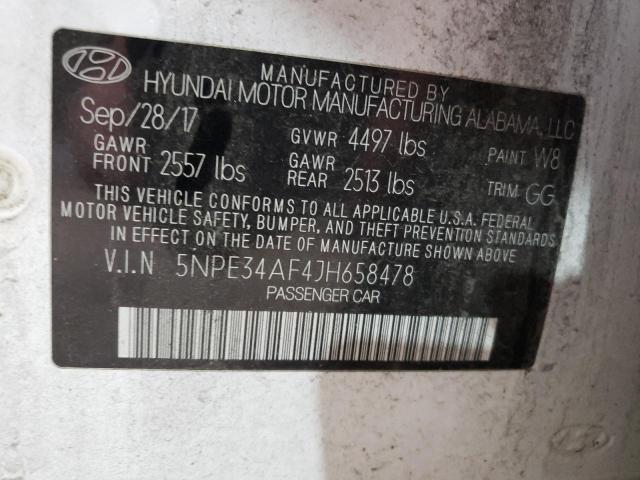 MANUFACTURED BY
HYUNDAI MOTOR MANUFACTURING ALABAMA, LLC
Sep/28/17 GVWR 4497 lbs PAINT W8
GAWR FRONT 2557 lbs GAWR REAR 2513 lbs TRIM GG
THIS VEHICLE CONFORMS TO ALL APPLICABLE U.S.A. FEDERAL
MOTOR VEHICLE SAFETY, BUMPER, AND THEFT PREVENTION STANDARDS
IN EFFECT ON THE DATE OF MANUFACTURE SHOWN ABOVE.
V.I.N 5NPE34AF4JH658478
PASSENGER CAR